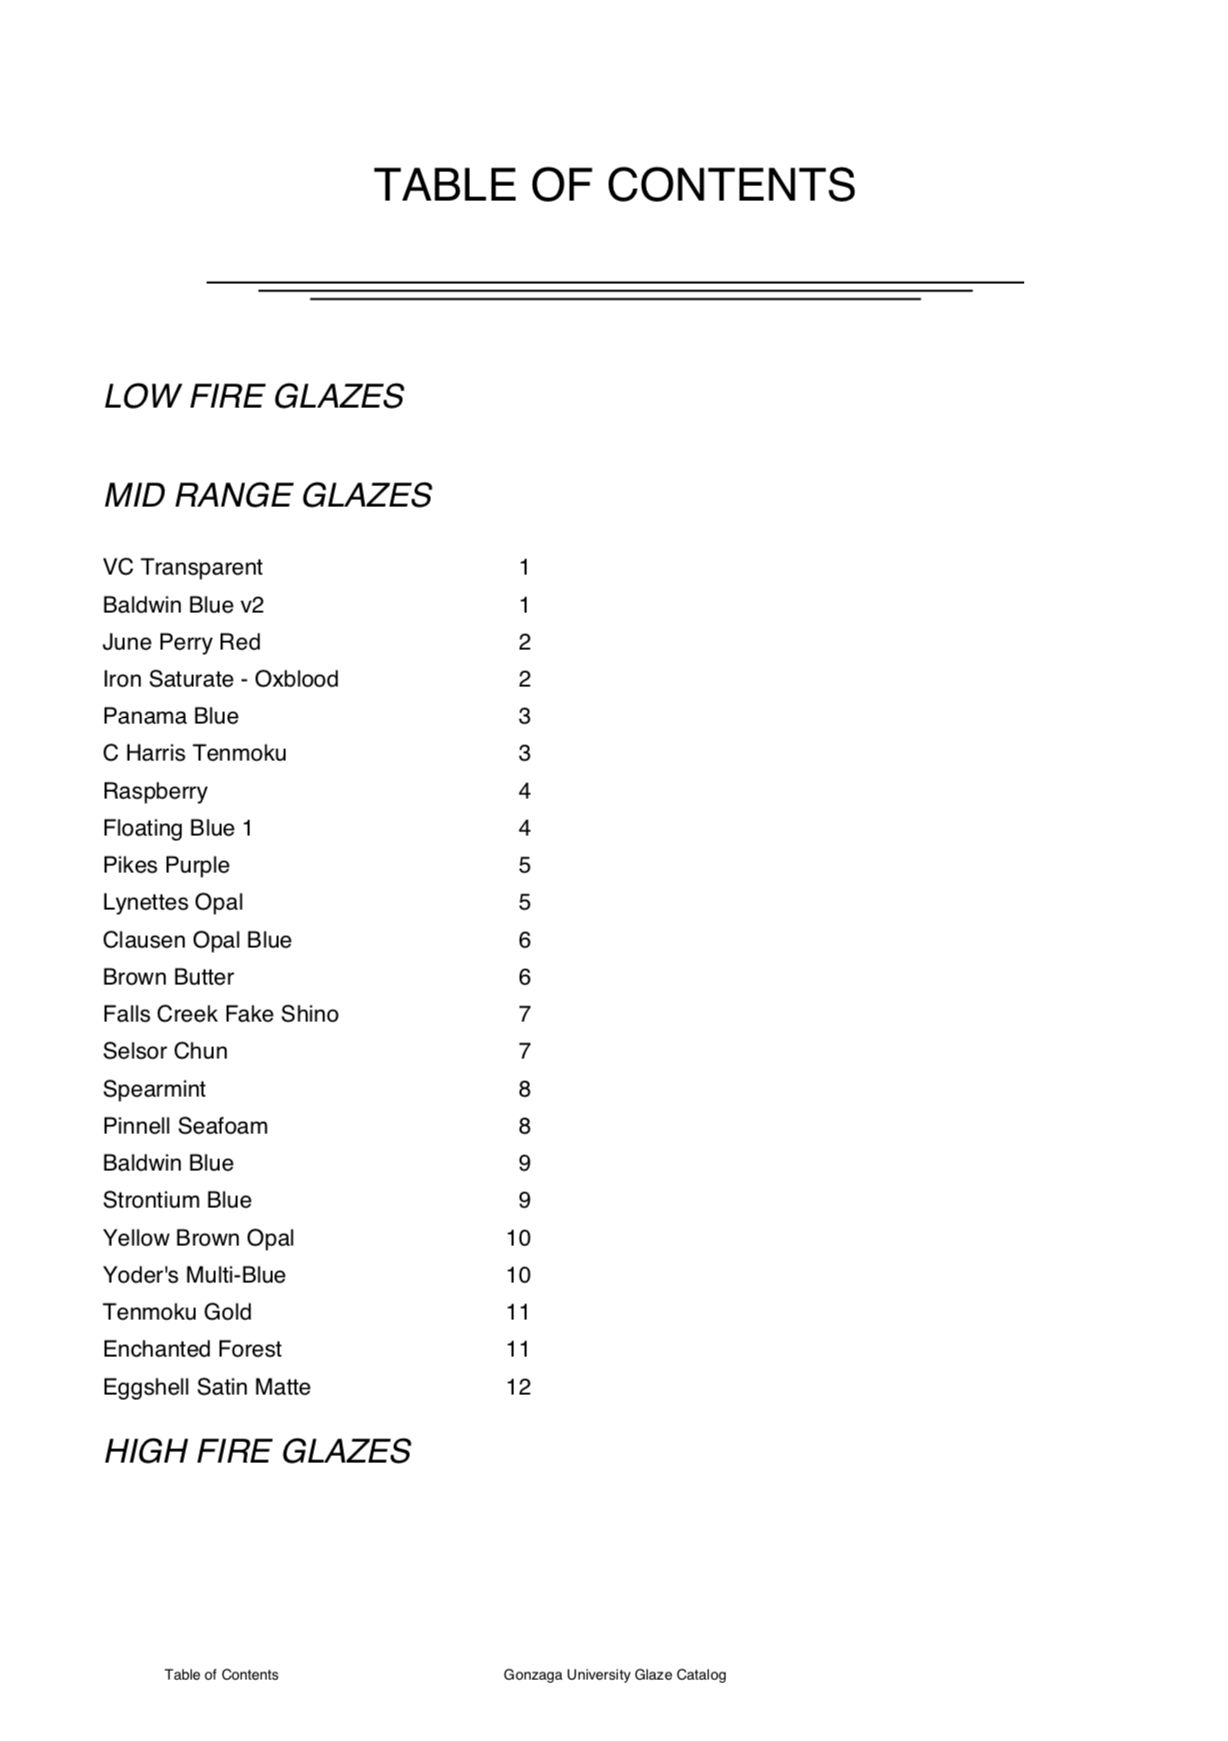 TABLE OF CONTENTS
LOW FIRE GLAZES
MID RANGE GLAZES
VC Transparent 1
Baldwin Blue v2 1
June Perry Red 2
Iron Saturate - Oxblood 2
Panama Blue 3
C Harris Tenmoku 3
Raspberry 4
Floating Blue 1 4
Pikes Purple 5
Lynettes Opal 5
Clausen Opal Blue 6
Brown Butter 6
Falls Creek Fake Shino 7
Selsor Chun 7
Spearmint 8
Pinnell Seafoam 8
Baldwin Blue 9
Strontium Blue 9
Yellow Brown Opal 10
Yoder's Multi-Blue 10
Tenmoku Gold 11
Enchanted Forest 11
Eggshell Satin Matte 12
HIGH FIRE GLAZES
Table of Contents Gonzaga University Glaze Catalog